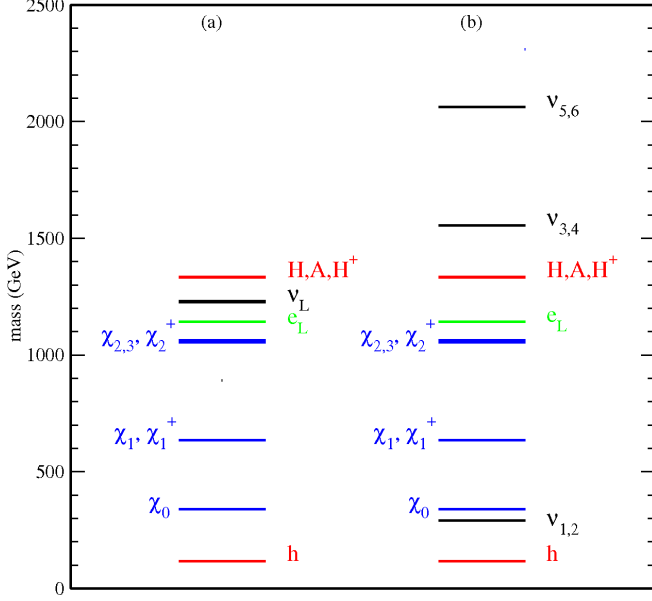 2500
(a)
(b)
ν5,6
2000
ν3,4
1500
H,A,H+
H,A,H+
νL
eL
eL
χ2,3, χ2+
χ2,3, χ2+
mass (GeV)
1000
χ1, χ1+
χ1, χ1+
500
χ0
χ0
ν1,2
h
h
0